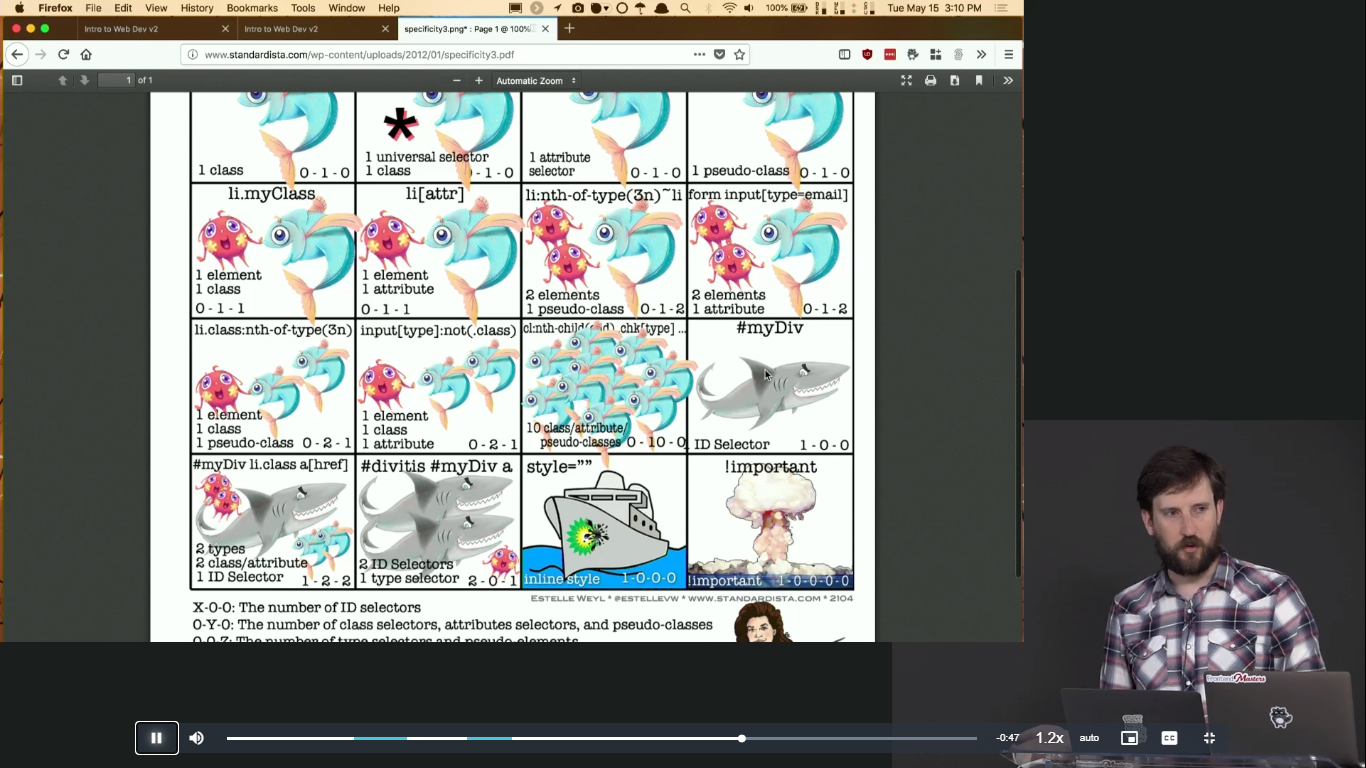 Firefox File Edit View History Bookmarks Tools Window Help 100% Tue May 15 3:10 PM
Intro to Web Dev v2 Intro to Web Dev v2 specificity3.png* : Page 1 @ 100%
www.standardista.com/wp-content/uploads/2012/01/specificity3.pdf
1 of 1 Automatic Zoom
*
1 class 0-1-0
1 universal selector
1 class 0-1-0
1 attribute
selector 0-1-0
1 pseudo-class 0-1-0
li.myClass
1 element
1 class
0-1-1
li[attr]
1 element
1 attribute
0-1-1
li:nth-of-type(3n)~li
2 elements
1 pseudo-class 0-1-2
form input[type=email]
2 elements
1 attribute 0-1-2
li.class:nth-of-type(3n)
1 element
1 class
1 pseudo-class 0-2-1
input[type]:not(.class)
1 element
1 class
1 attribute 0-2-1
.chk[type] ...
10 class/attribute/
pseudo-classes 0-10-0
#myDiv
ID Selector 1-0-0
#myDiv li.class a[href]
2 types
2 class/attribute
1 ID Selector 1-2-2
#divitis #myDiv a
2 ID Selectors
1 type selector 2-0-1
style=""
inline style 1-0-0-0
!important
!important 1-0-0-0-0
Estelle Weyl * @estellevw * www.standardista.com * 2104
X-0-0: The number of ID selectors
0-Y-0: The number of class selectors, attributes selectors, and pseudo-classes
0-0-Z: The number of type selectors and pseudo-elements
Frontend Masters
-0:47 1.2x auto CC